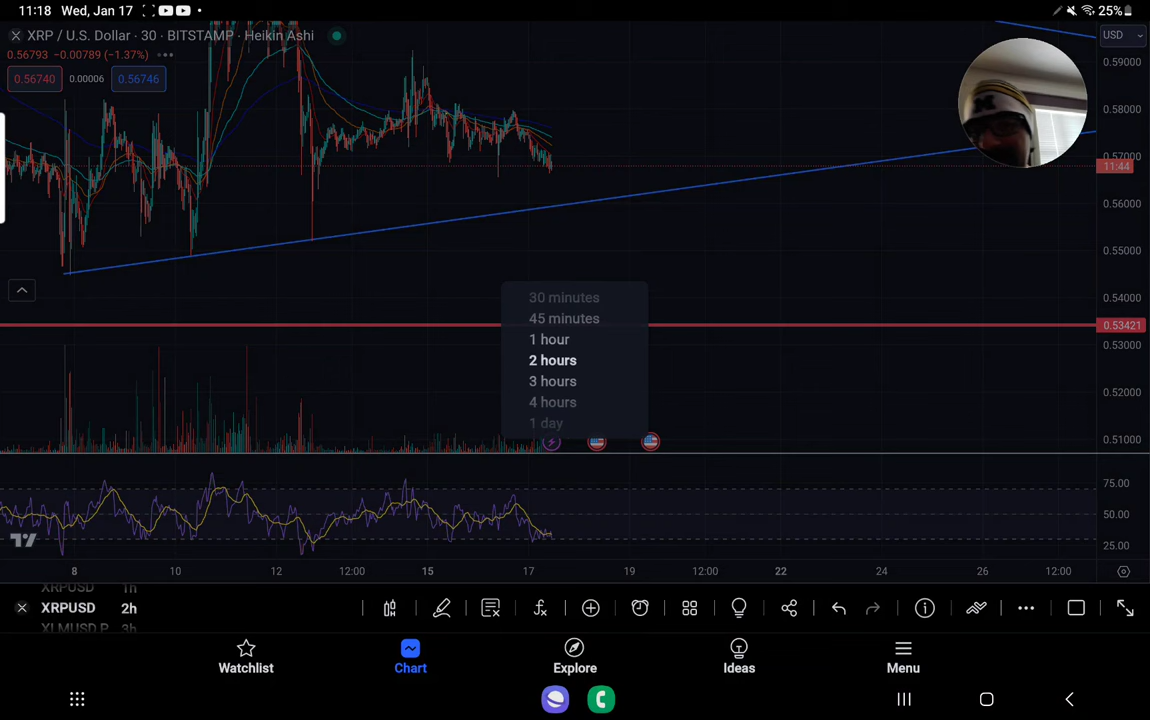 11:18 Wed, Jan 17
25%
XRP / U.S. Dollar · 30 · BITSTAMP · Heikin Ashi
USD
0.56793 −0.00789 (−1.37%)
0.56740
0.00006
0.56746
0.59000
0.58000
0.57000
11:44
0.56000
0.55000
0.54000
0.53421
0.53000
0.52000
0.51000
30 minutes
45 minutes
1 hour
2 hours
3 hours
4 hours
1 day
75.00
50.00
25.00
8
10
12
12:00
15
17
19
12:00
22
24
26
12:00
XRPUSD 1h
XRPUSD 2h
XLMUSD.P 3h
Watchlist
Chart
Explore
Ideas
Menu